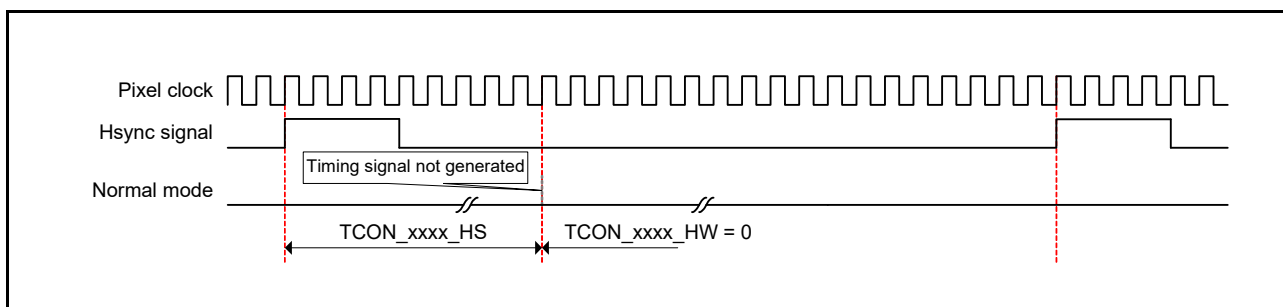 Pixel clock
Hsync signal
Timing signal not generated
Normal mode
TCON_xxxx_HS
TCON_xxxx_HW = 0